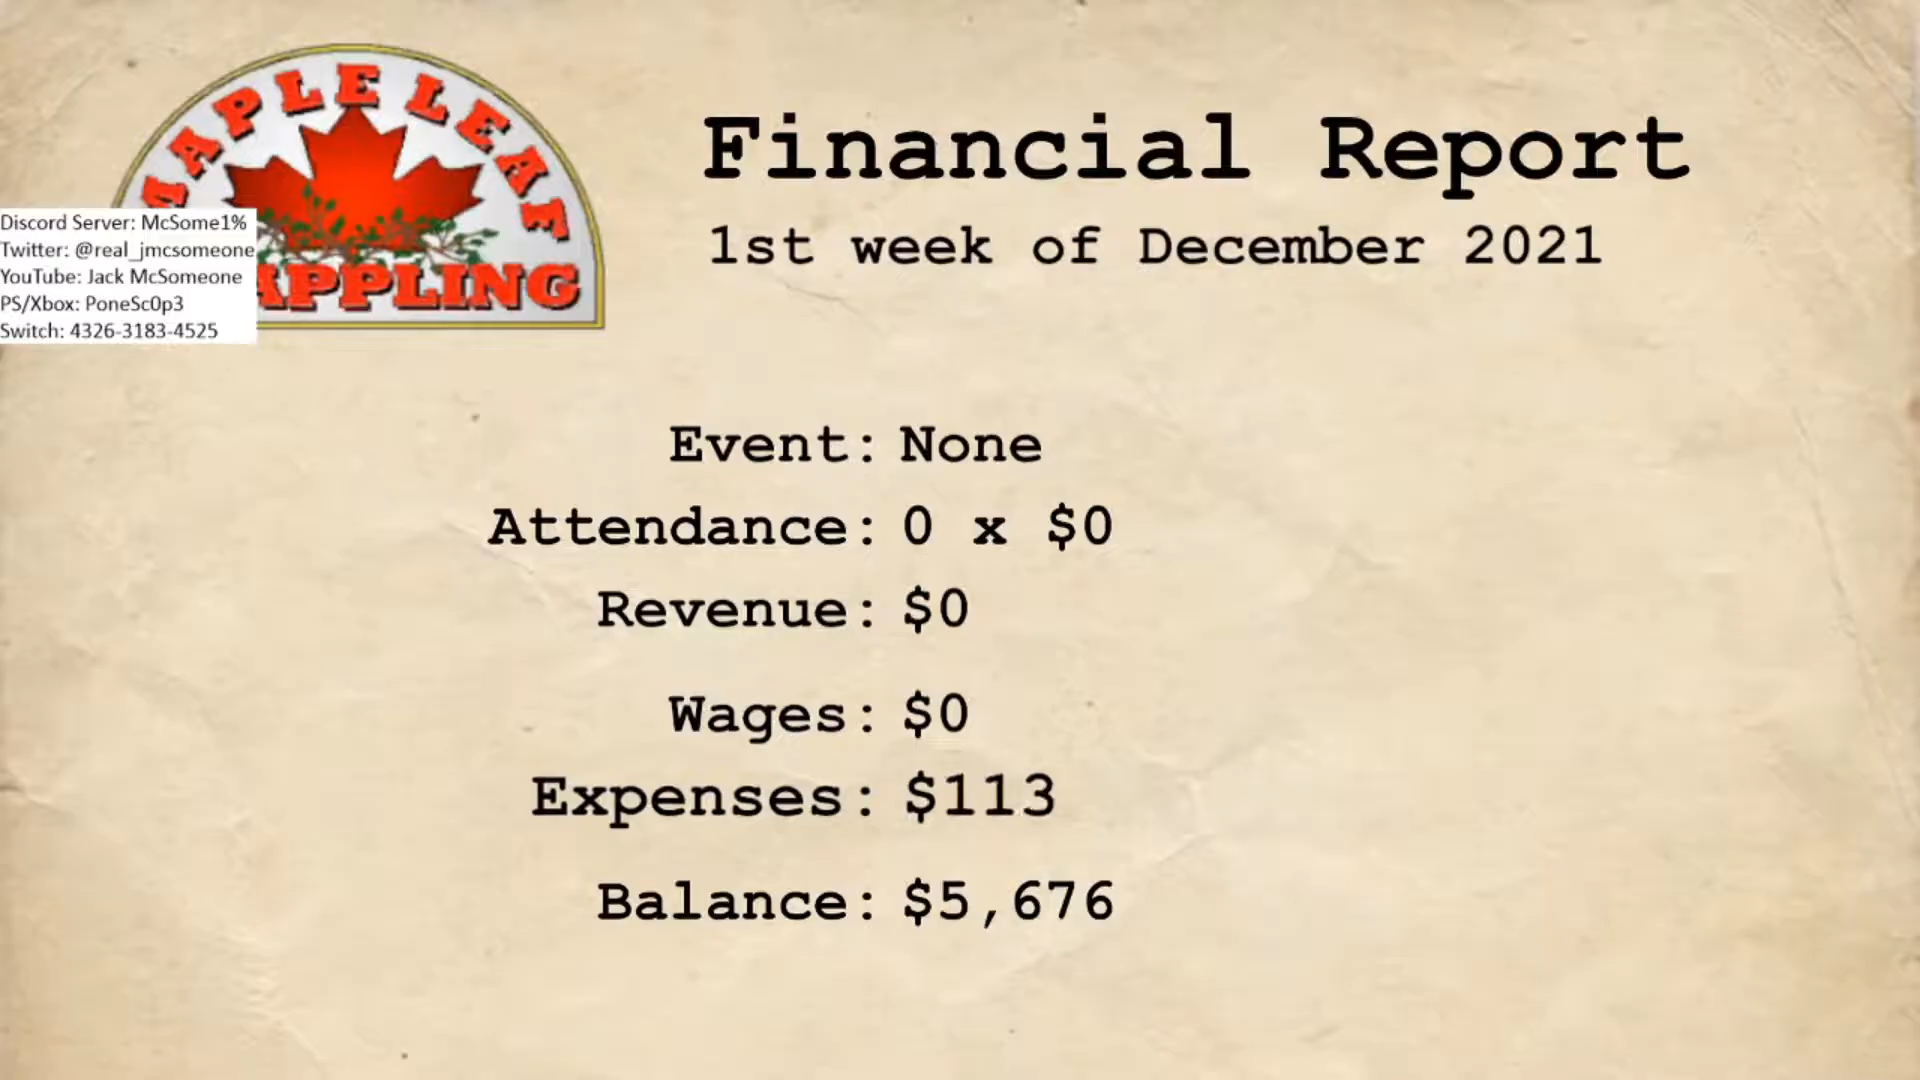 MAPLE LEAF
APPLING
Discord Server: McSome1%
Twitter: @real_jmcsomeone
YouTube: Jack McSomeone
PS/Xbox: PoneSc0p3
Switch: 4326-3183-4525
Financial Report
1st week of December 2021
Event: None
Attendance: 0 x $0
Revenue: $0
Wages: $0
Expenses: $113
Balance: $5,676